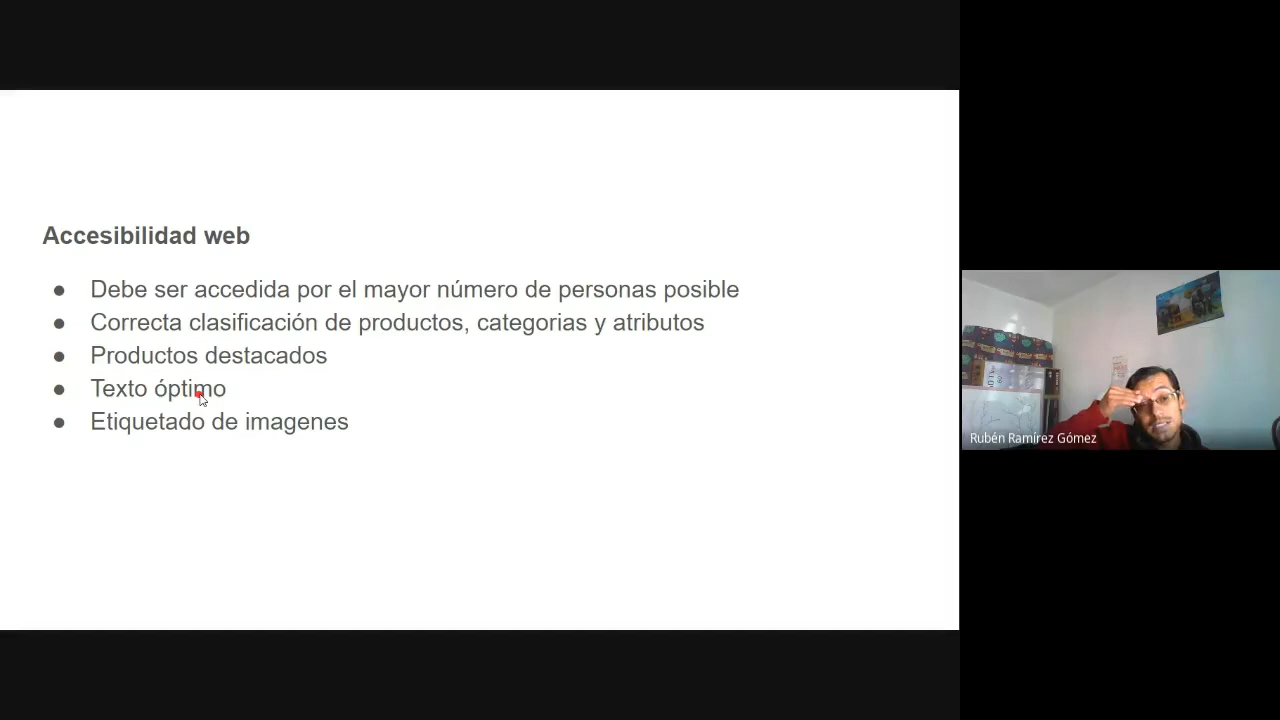 Accesibilidad web
● Debe ser accedida por el mayor número de personas posible
● Correcta clasificación de productos, categorias y atributos
● Productos destacados
● Texto óptimo
● Etiquetado de imagenes
Rubén Ramírez Gómez